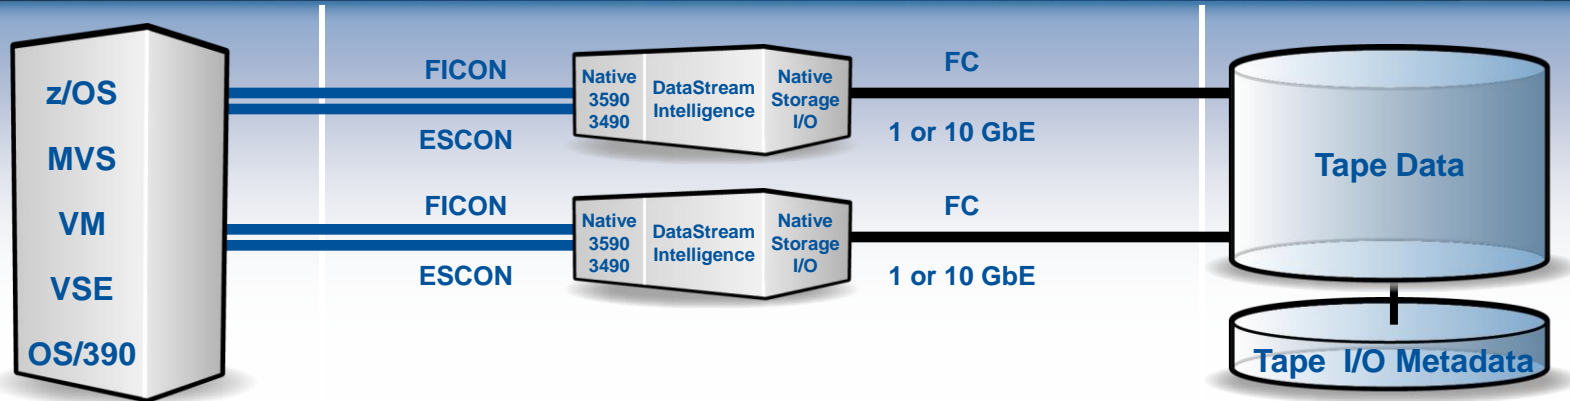 z/OS
MVS
VM
VSE
OS/390
FICON
ESCON
Native
3590
3490
DataStream
Intelligence
Native
Storage
I/O
FC
1 or 10 GbE
FICON
ESCON
Native
3590
3490
DataStream
Intelligence
Native
Storage
I/O
FC
1 or 10 GbE
Tape Data
Tape I/O Metadata